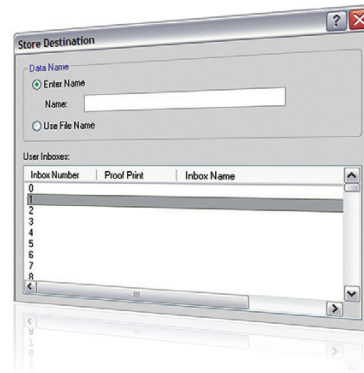 Store Destination
Data Name
Enter Name
Name:
Use File Name
User Inboxes:
Inbox Number Proof Print Inbox Name
0
1
2
3
4
5
6
7
8